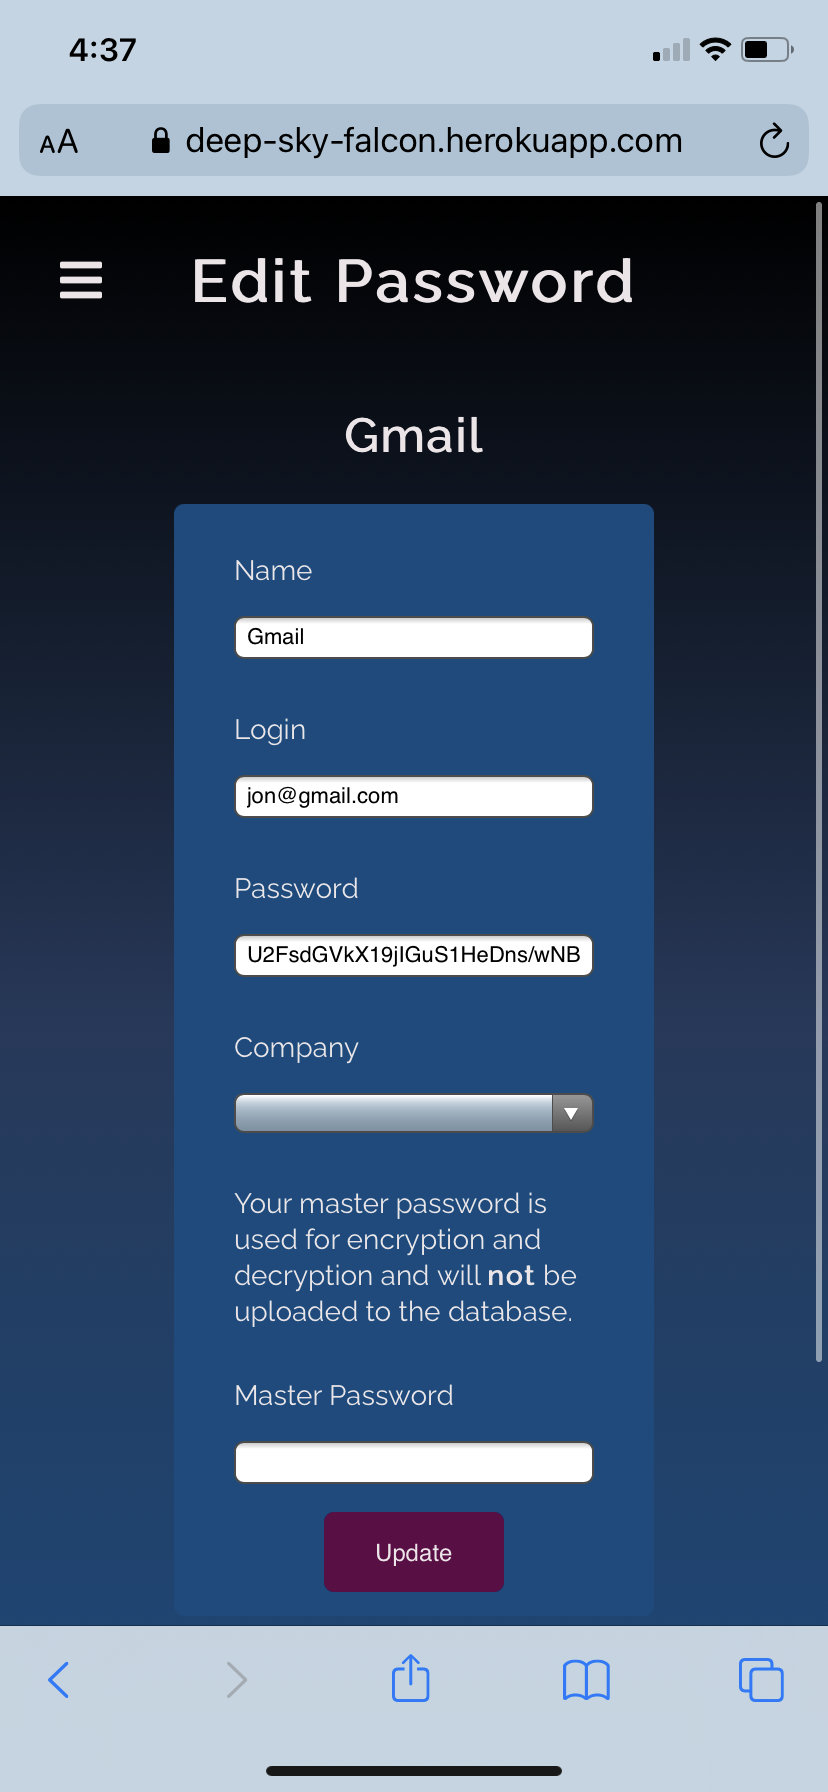 4:37
AA deep-sky-falcon.herokuapp.com
Edit Password
Gmail
Name
Gmail
Login
jon@gmail.com
Password
U2FsdGVkX19jIGuS1HeDns/wNB
Company
Your master password is
used for encryption and
decryption and will not be
uploaded to the database.
Master Password
Update